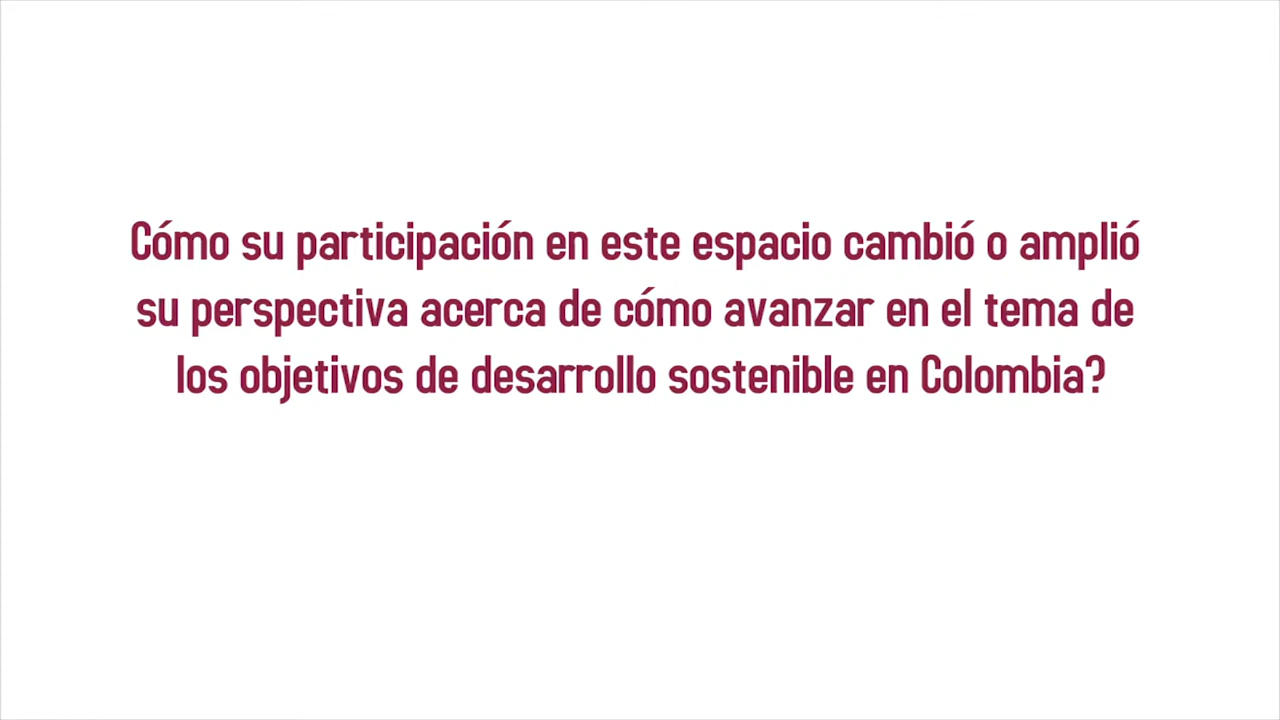 Cómo su participación en este espacio cambió o amplió
su perspectiva acerca de cómo avanzar en el tema de
los objetivos de desarrollo sostenible en Colombia?